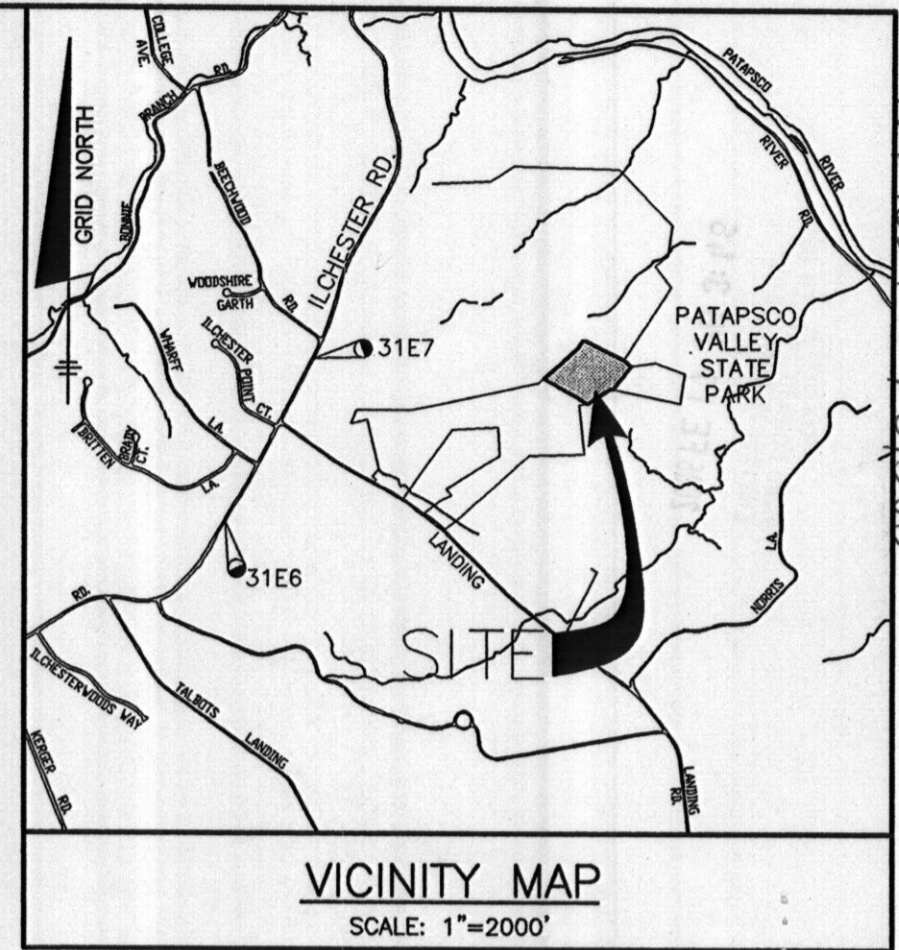 COLLEGE
AVE.
PATAPSCO
RIVER
RIVER
RD.
BRANCH RD.
BONNIE
GRID NORTH
BEECHWOOD
RD.
ILCHESTER RD.
WOODSHIRE
GARTH
ILCHESTER
POINT
CT.
WHARFF
LA.
31E7
PATAPSCO
VALLEY
STATE
PARK
BRITTEN
LA.
BRADY
CT.
LANDING
31E6
RD.
SITE
NORRIS
LA.
ILCHESTERWOODS WAY
TALBOTS
LANDING
KERGER
RD.
LANDING
RD.
VICINITY MAP
SCALE: 1"=2000'